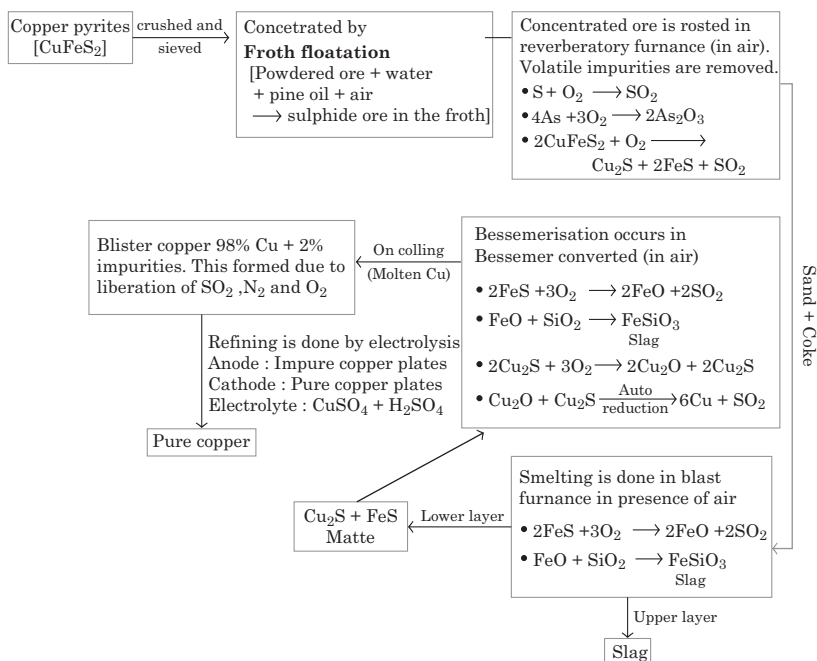 Copper pyrites
[CuFeS₂]
crushed and
sieved
Concetrated by
Froth floatation
[Powdered ore + water
+ pine oil + air
⟶ sulphide ore in the froth]
Concentrated ore is rosted in
reverberatory furnance (in air).
Volatile impurities are removed.
• S + O₂ ⟶ SO₂
• 4As +3O₂ ⟶ 2As₂O₃
• 2CuFeS₂ + O₂ ⟶
Cu₂S + 2FeS + SO₂
Sand + Coke
Smelting is done in blast
furnance in presence of air
• 2FeS +3O₂ ⟶ 2FeO +2SO₂
• FeO + SiO₂ ⟶ FeSiO₃
Slag
Upper layer
Slag
Lower layer
Cu₂S + FeS
Matte
Bessemerisation occurs in
Bessemer converted (in air)
• 2FeS +3O₂ ⟶ 2FeO +2SO₂
• FeO + SiO₂ ⟶ FeSiO₃
Slag
• 2Cu₂S + 3O₂ ⟶ 2Cu₂O + 2Cu₂S
• Cu₂O + Cu₂S Auto reduction ⟶ 6Cu + SO₂
On colling
(Molten Cu)
Blister copper 98% Cu + 2%
impurities. This formed due to
liberation of SO₂ ,N₂ and O₂
Refining is done by electrolysis
Anode : Impure copper plates
Cathode : Pure copper plates
Electrolyte : CuSO₄ + H₂SO₄
Pure copper